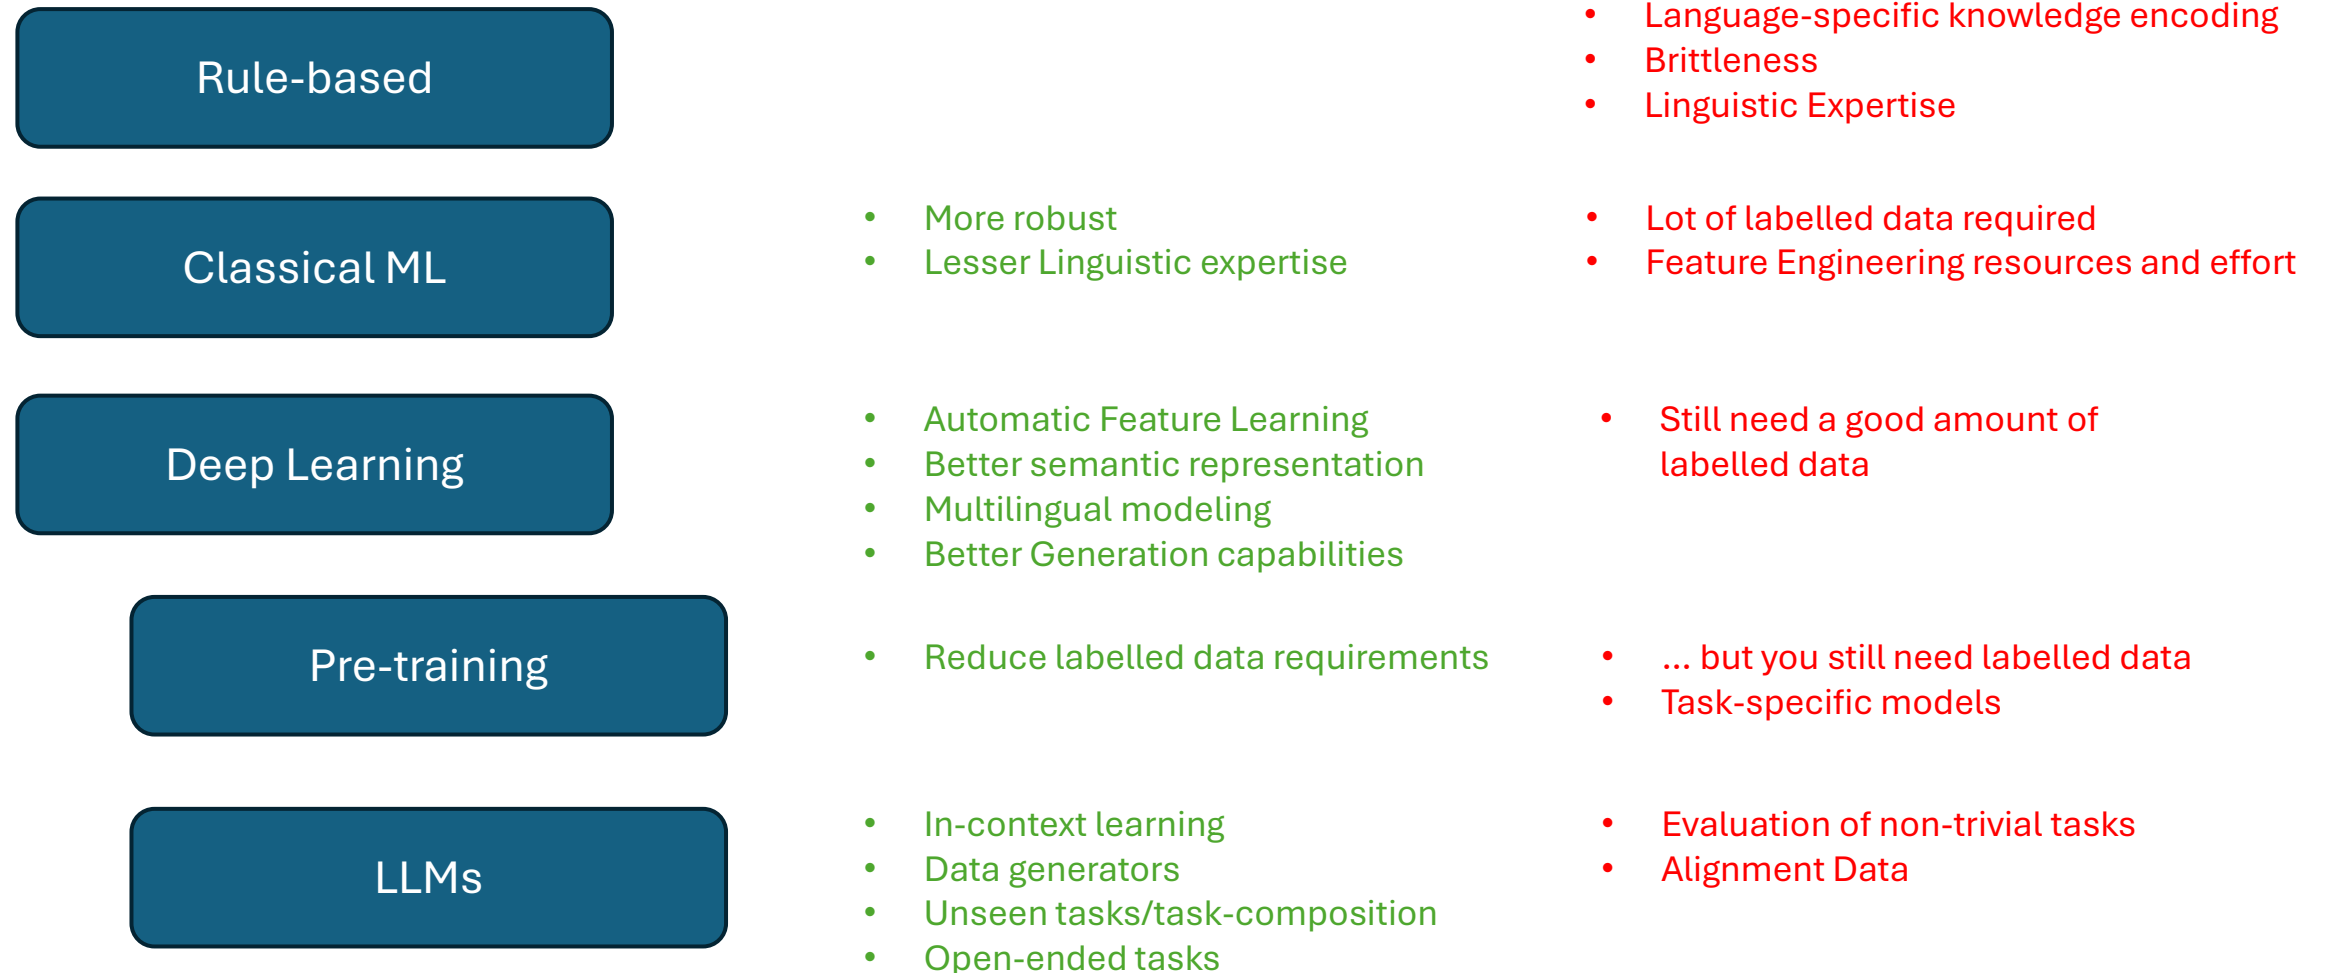 Rule-based
• Language-specific knowledge encoding
• Brittleness
• Linguistic Expertise
Classical ML
• More robust
• Lesser Linguistic expertise
• Lot of labelled data required
• Feature Engineering resources and effort
Deep Learning
• Automatic Feature Learning
• Better semantic representation
• Multilingual modeling
• Better Generation capabilities
• Still need a good amount of
labelled data
Pre-training
• Reduce labelled data requirements
• ... but you still need labelled data
• Task-specific models
LLMs
• In-context learning
• Data generators
• Unseen tasks/task-composition
• Open-ended tasks
• Evaluation of non-trivial tasks
• Alignment Data